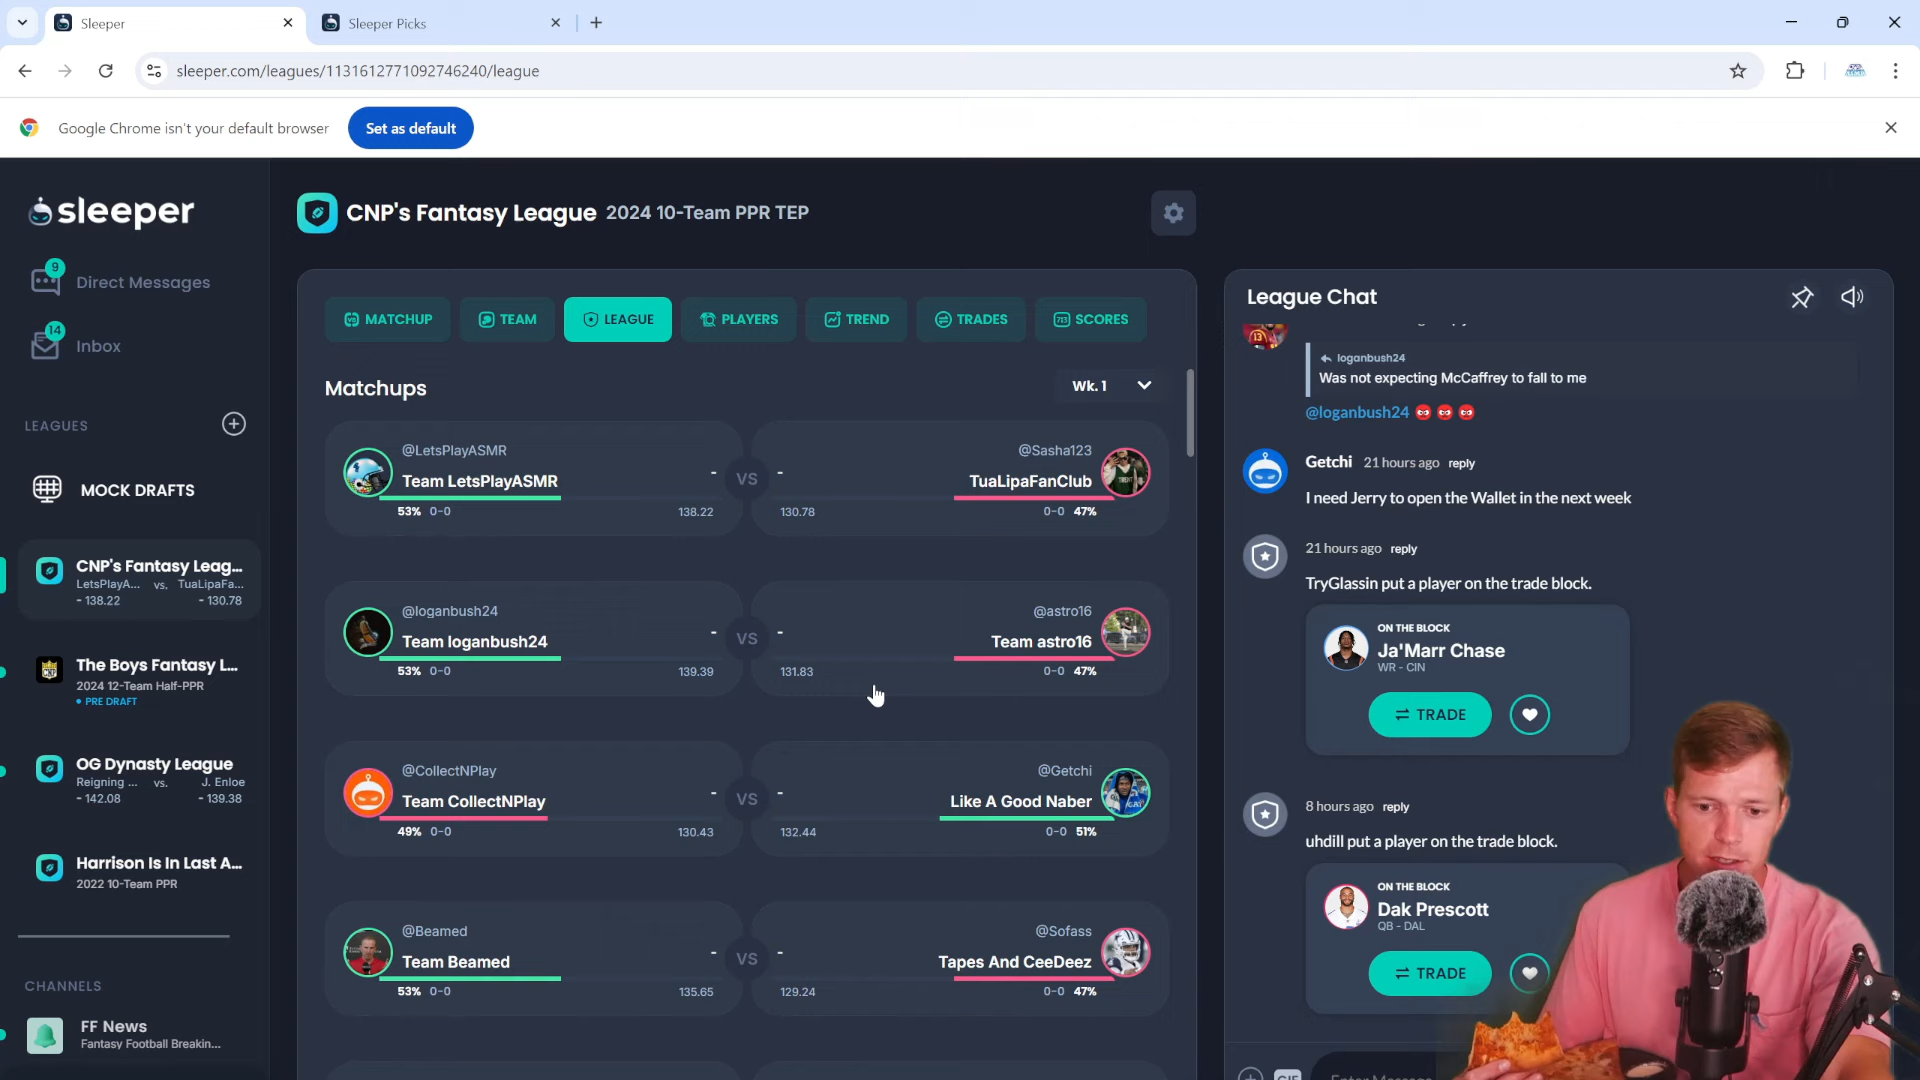 Sleeper
Sleeper Picks
sleeper.com/leagues/1131612771092746240/league
Google Chrome isn't your default browser
Set as default
sleeper
9
Direct Messages
14
Inbox
LEAGUES
MOCK DRAFTS
CNP's Fantasy Leag...
LetsPlayA... vs. TuaLipaFa...
- 138.22 - 130.78
The Boys Fantasy L...
2024 12-Team Half-PPR
• PRE DRAFT
OG Dynasty League
Reigning ... vs. J. Enloe
- 142.08 - 139.38
Harrison Is In Last A...
2022 10-Team PPR
CHANNELS
FF News
Fantasy Football Breakin...
CNP's Fantasy League 2024 10-Team PPR TEP
MATCHUP TEAM LEAGUE PLAYERS TREND TRADES SCORES
Matchups
Wk. 1
@LetsPlayASMR @Sasha123
Team LetsPlayASMR - VS - TuaLipaFanClub
53% 0-0 138.22 130.78 0-0 47%
@loganbush24 @astro16
Team loganbush24 - VS - Team astro16
53% 0-0 139.39 131.83 0-0 47%
@CollectNPlay @Getchi
Team CollectNPlay - VS - Like A Good Naber
49% 0-0 130.43 132.44 0-0 51%
@Beamed @Sofass
Team Beamed - VS - Tapes And CeeDeez
53% 0-0 135.65 129.24 0-0 47%
League Chat
loganbush24
Was not expecting McCaffrey to fall to me
@loganbush24
Getchi 21 hours ago reply
I need Jerry to open the Wallet in the next week
21 hours ago reply
TryGlassin put a player on the trade block.
ON THE BLOCK
Ja'Marr Chase
WR - CIN
TRADE
8 hours ago reply
uhdill put a player on the trade block.
ON THE BLOCK
Dak Prescott
QB - DAL
TRADE
GIF
Enter Message